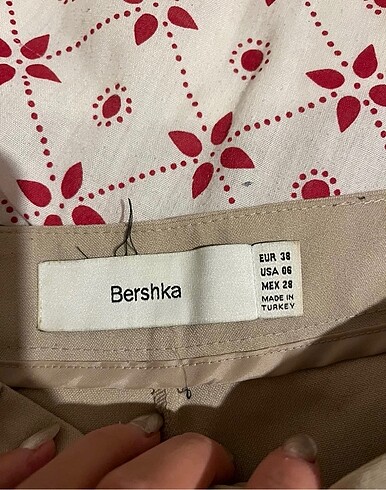 Bershka
EUR 38
USA 06
MEX 28
MADE IN
TURKEY